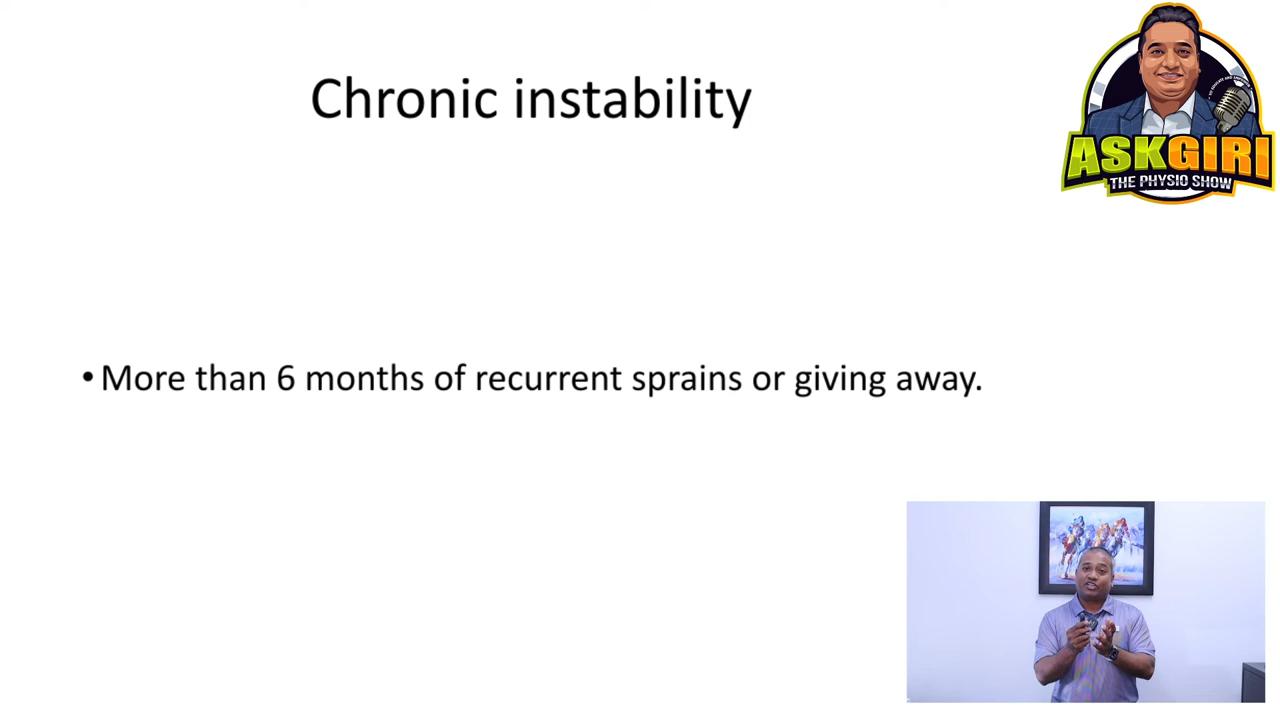 Chronic instability
ASKGIRI
THE PHYSIO SHOW
• More than 6 months of recurrent sprains or giving away.